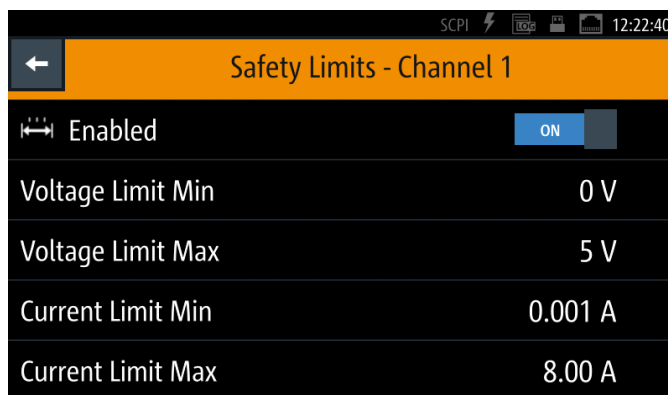 SCPI LOG 12:22:40
Safety Limits - Channel 1
Enabled ON
Voltage Limit Min 0 V
Voltage Limit Max 5 V
Current Limit Min 0.001 A
Current Limit Max 8.00 A